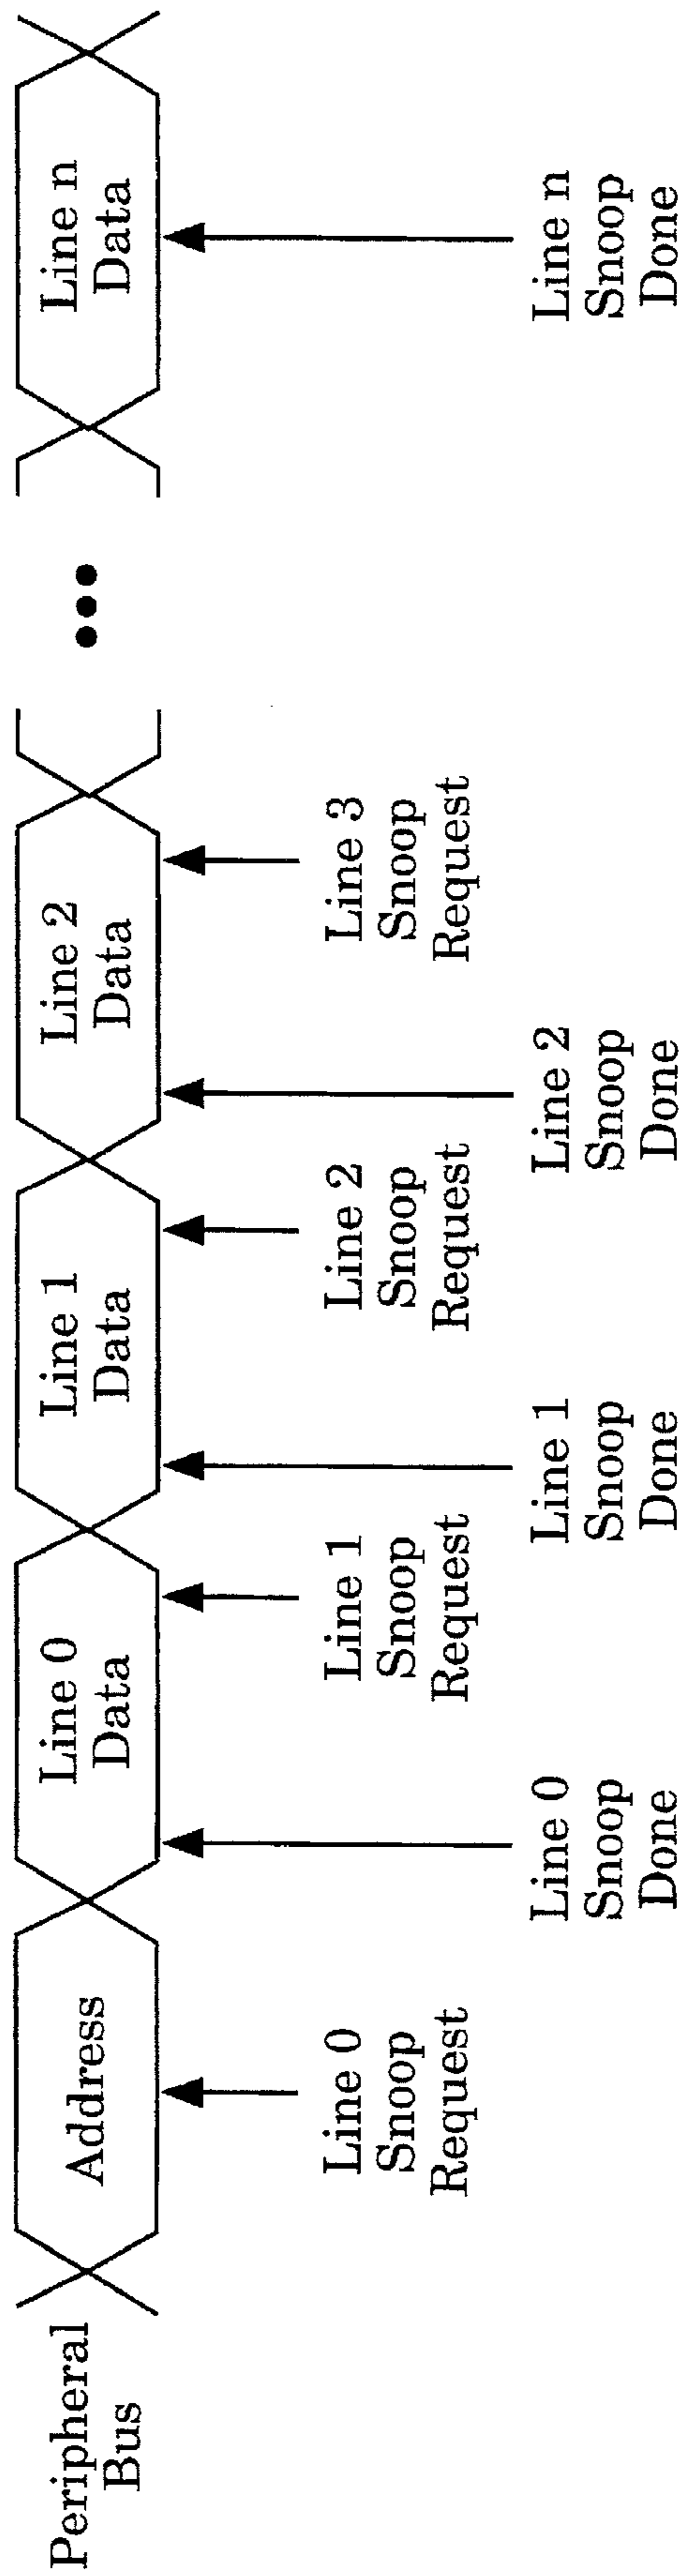 Peripheral
Bus
Address
Line 0
Data
Line 1
Data
Line 2
Data
Line n
Data
Line 0
Snoop
Request
Line 1
Snoop
Request
Line 2
Snoop
Request
Line 3
Snoop
Request
Line 0
Snoop
Done
Line 1
Snoop
Done
Line 2
Snoop
Done
Line n
Snoop
Done